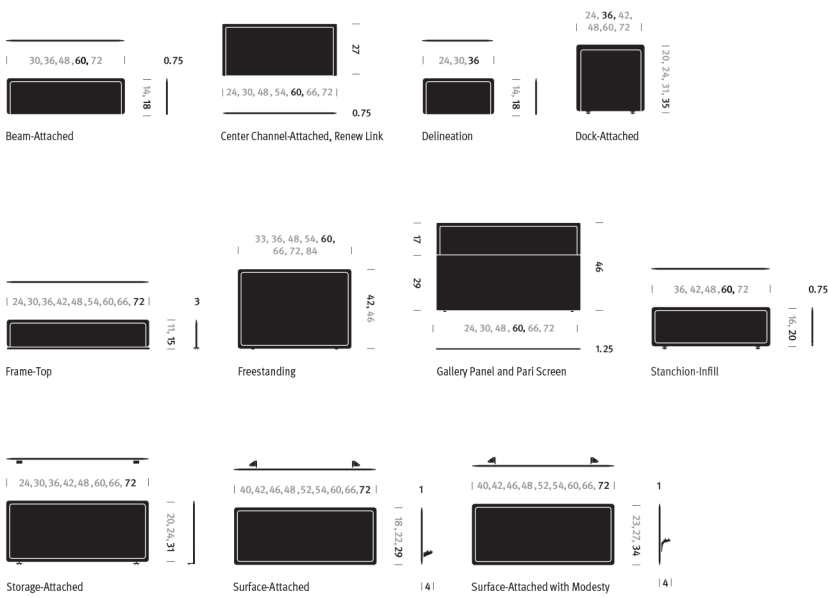 30,36,48,60, 72
0.75
14, 18
Beam-Attached
27
24, 30, 48, 54, 60, 66, 72
0.75
Center Channel-Attached, Renew Link
24,30,36
14, 18
Delineation
24, 36, 42,
48,60, 72
20, 24, 31, 35
Dock-Attached
24,30,36,42,48,54,60,66, 72
3
11, 15
Frame-Top
33, 36, 48, 54, 60,
66, 72, 84
42, 46
Freestanding
17
29
46
24, 30, 48, 60, 66, 72
1.25
Gallery Panel and Pari Screen
36, 42,48, 60, 72
0.75
16, 20
Stanchion-Infill
24,30,36,42,48,60,66, 72
20, 24, 31
Storage-Attached
40,42,46,48,52,54,60,66,72
1
18, 22, 29
4
Surface-Attached
40,42,46,48,52,54,60,66, 72
1
23, 27, 34
4
Surface-Attached with Modesty